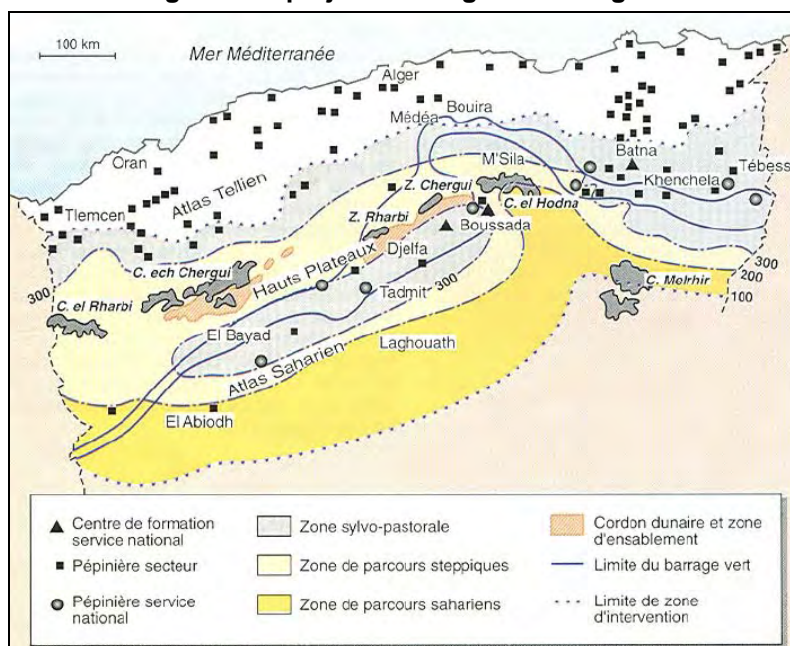 100 km
Mer Méditerranée
Alger
Bouira
Médéa
Oran
Batna
M'Sila
Tébess
Khenchela
Z. Chergui
C. el Hodna
Atlas Tellien
Tlemcen
Z. Rharbi
Boussada
Hauts Plateaux
Djelfa
C. ech Chergui
300
300
200
100
300
C. Melrhir
C. el Rharbi
Tadmit
El Bayad
Laghouath
Atlas Saharien
El Abiodh
Centre de formation
service national
Pépinière secteur
Pépinière service
national
Zone sylvo-pastorale
Zone de parcours steppiques
Zone de parcours sahariens
Cordon dunaire et zone
d'ensablement
Limite du barrage vert
Limite de zone
d'intervention